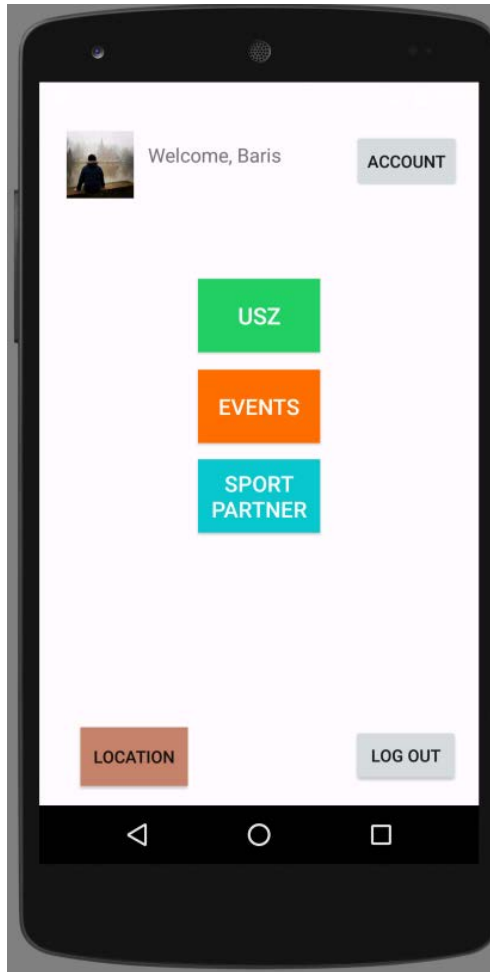 Welcome, Baris
ACCOUNT
USZ
EVENTS
SPORT
PARTNER
LOCATION
LOG OUT